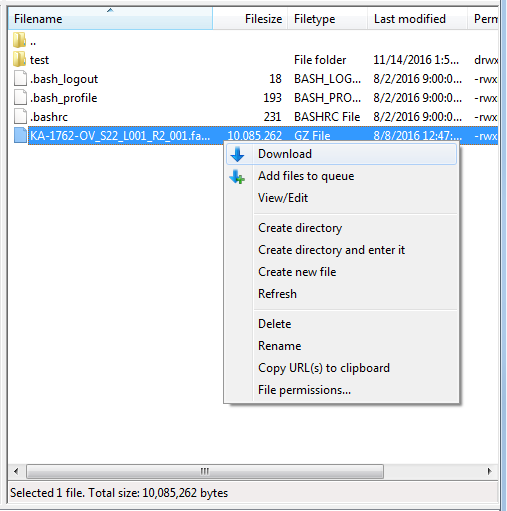 Filename Filesize Filetype Last modified Perm
..
test File folder 11/14/2016 1:5... drwx
.bash_logout 18 BASH_LOG... 8/2/2016 9:00:0... -rwx
.bash_profile 193 BASH_PRO... 8/2/2016 9:00:0... -rwx
.bashrc 231 BASHRC File 8/2/2016 9:00:0... -rwx
KA-1762-OV_S22_L001_R2_001.fa... 10,085,262 GZ File 8/8/2016 12:47:... -rwx
Download
Add files to queue
View/Edit
Create directory
Create directory and enter it
Create new file
Refresh
Delete
Rename
Copy URL(s) to clipboard
File permissions...
Selected 1 file. Total size: 10,085,262 bytes